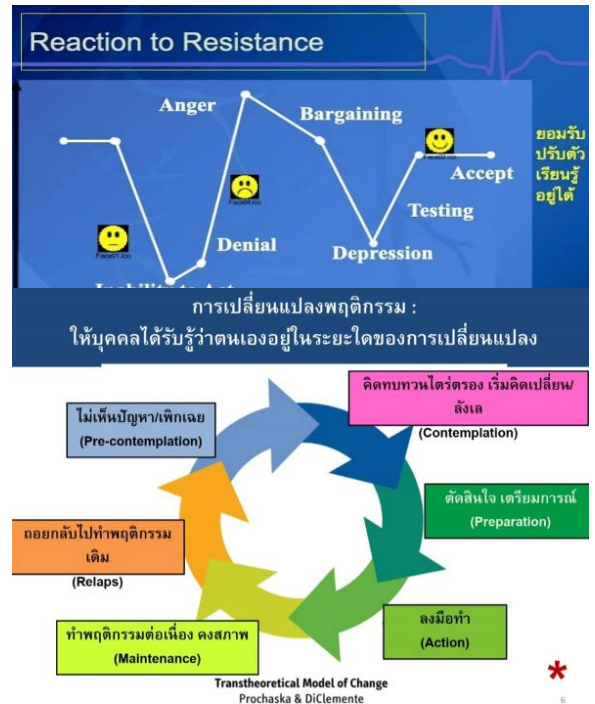 Reaction to Resistance
Anger
Bargaining
ยอมรับ
ปรับตัว
เรียนรู้
อยู่ได้
Face02.ico
Accept
Face04.ico
Testing
Denial
Face01.ico
Depression
Inability to Act
การเปลี่ยนแปลงพฤติกรรม :
ให้บุคคลได้รับรู้ว่าตนเองอยู่ในระยะใดของการเปลี่ยนแปลง
คิดทบทวนไตร่ตรอง เริ่มคิดเปลี่ยน/
ลังเล
(Contemplation)
ไม่เห็นปัญหา/เพิกเฉย
(Pre-contemplation)
ตัดสินใจ เตรียมการณ์
(Preparation)
ถอยกลับไปทำพฤติกรรม
เดิม
(Relaps)
ลงมือทำ
(Action)
ทำพฤติกรรมต่อเนื่อง คงสภาพ
(Maintenance)
Transtheoretical Model of Change
Prochaska & DiClemente
*
6